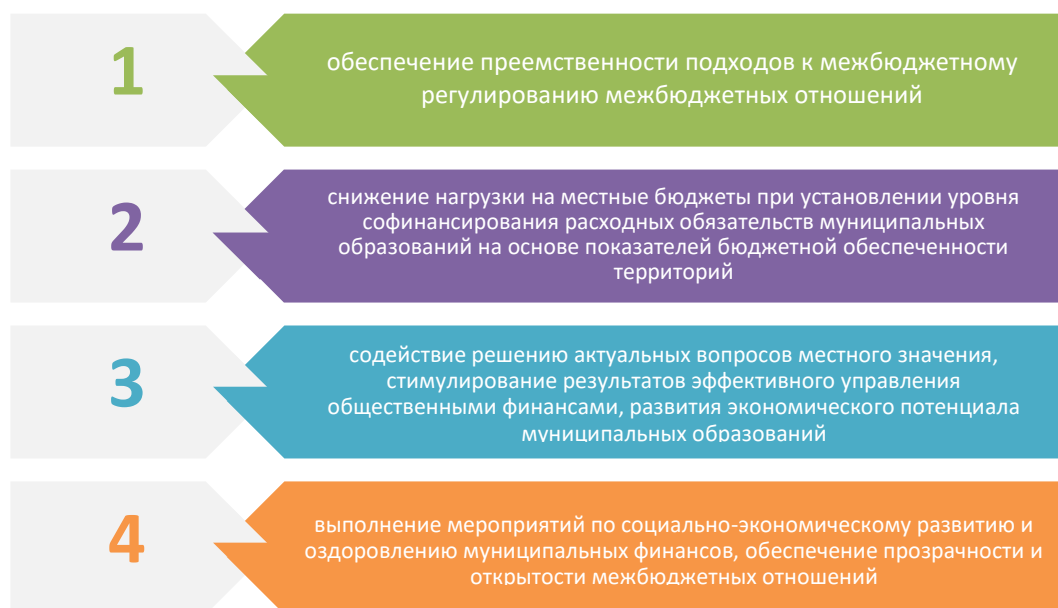 1
обеспечение преемственности подходов к межбюджетному
регулированию межбюджетных отношений
2
снижение нагрузки на местные бюджеты при установлении уровня
софинансирования расходных обязательств муниципальных
образований на основе показателей бюджетной обеспеченности
территорий
3
содействие решению актуальных вопросов местного значения,
стимулирование результатов эффективного управления
общественными финансами, развития экономического потенциала
муниципальных образований
4
выполнение мероприятий по социально-экономическому развитию и
оздоровлению муниципальных финансов, обеспечение прозрачности и
открытости межбюджетных отношений